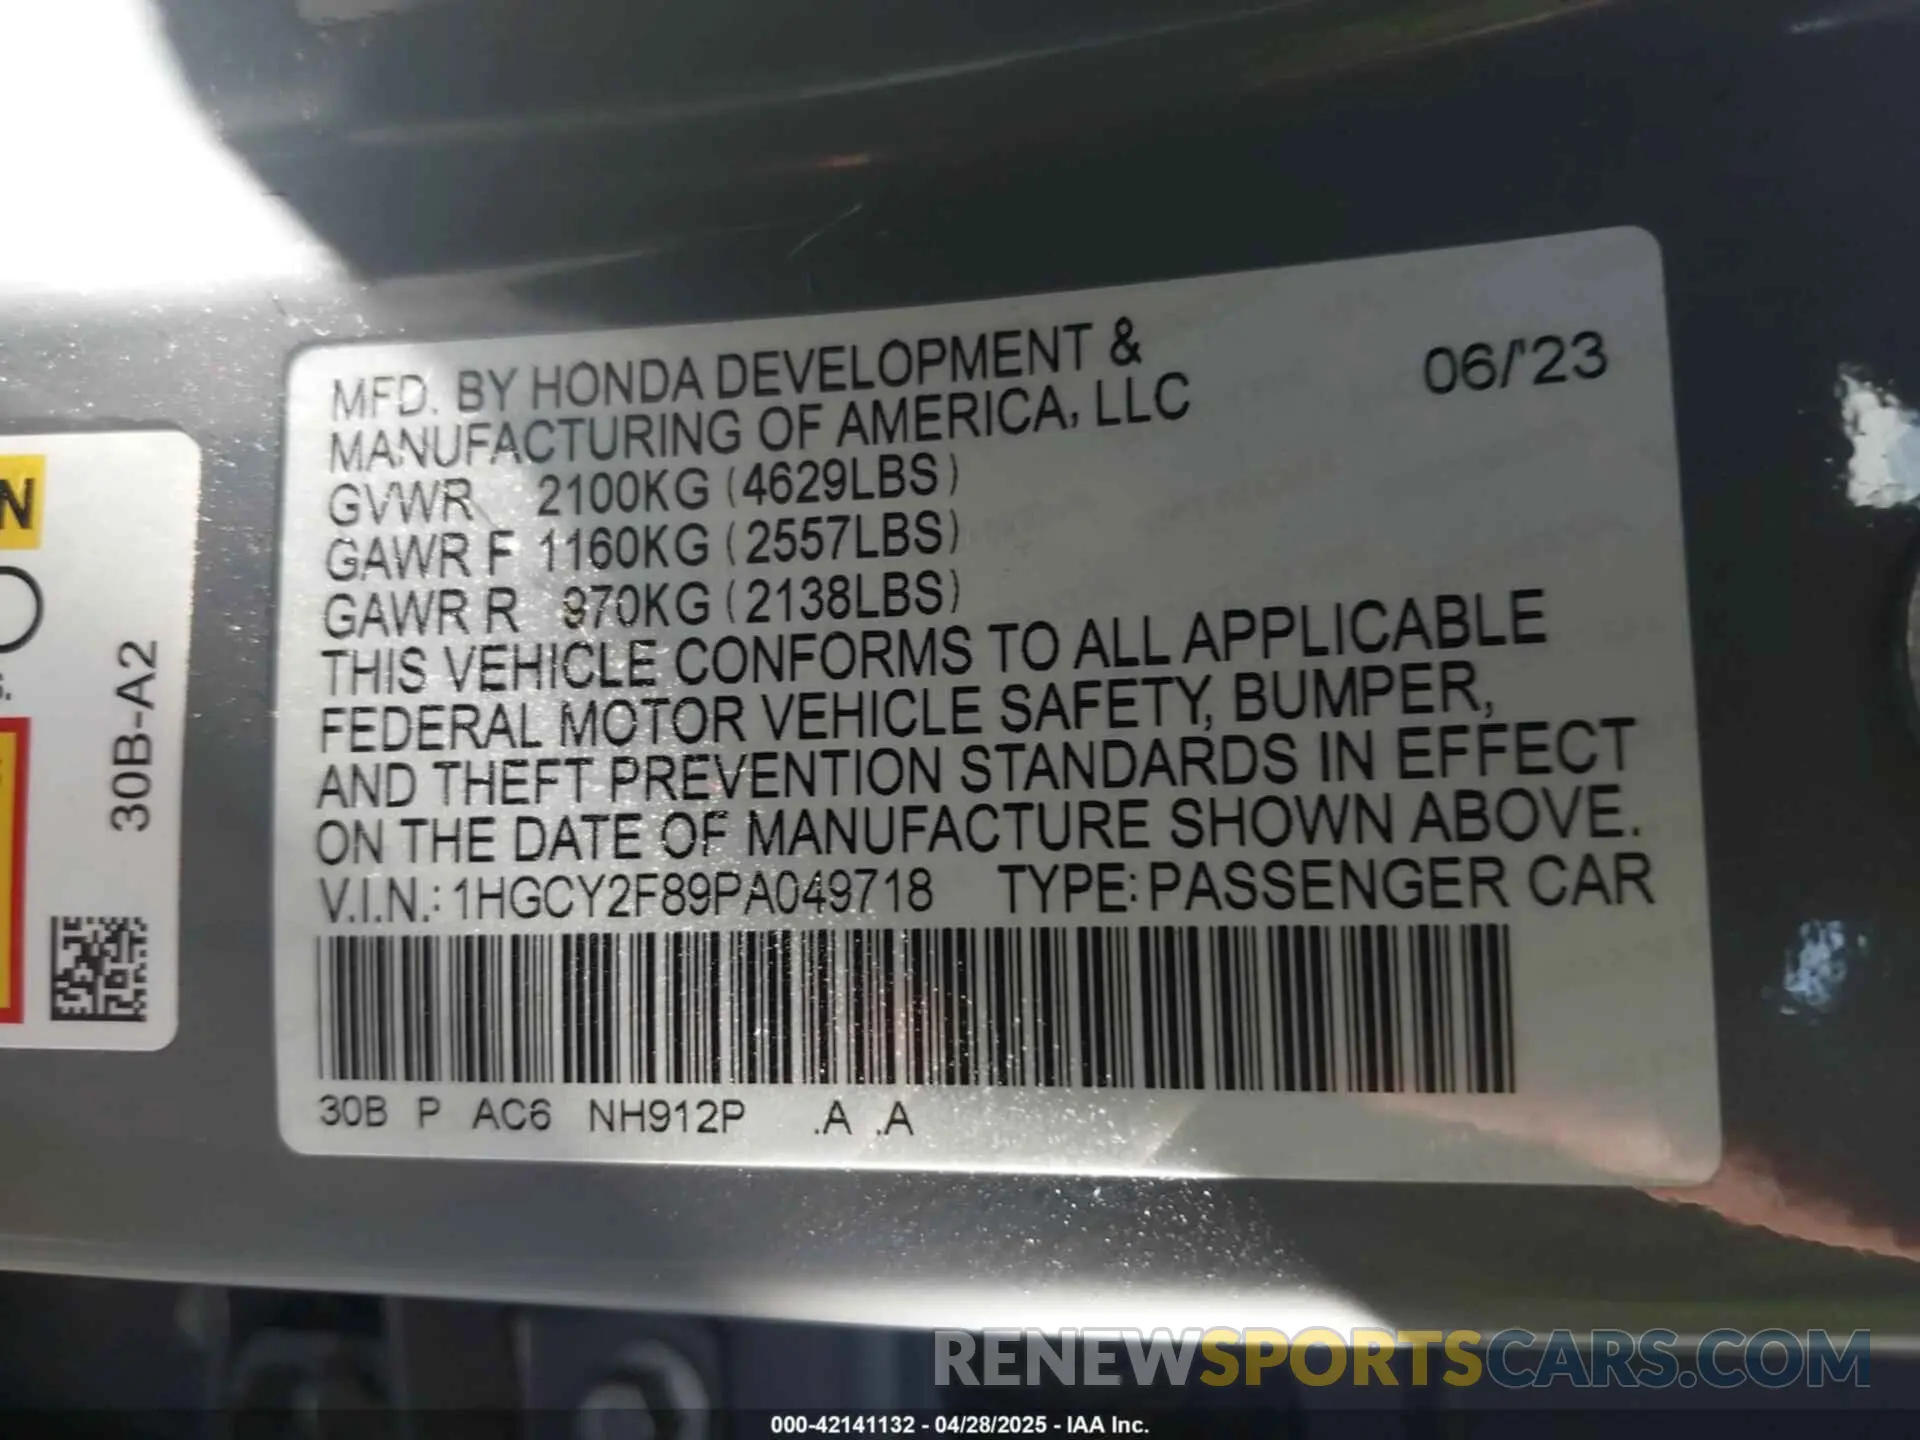 MFD. BY HONDA DEVELOPMENT &
MANUFACTURING OF AMERICA, LLC
06/'23
GVWR 2100KG (4629LBS)
GAWR F 1160KG (2557LBS)
GAWR R 970KG (2138LBS)
THIS VEHICLE CONFORMS TO ALL APPLICABLE
FEDERAL MOTOR VEHICLE SAFETY, BUMPER,
AND THEFT PREVENTION STANDARDS IN EFFECT
ON THE DATE OF MANUFACTURE SHOWN ABOVE.
V.I.N.: 1HGCY2F89PA049718 TYPE: PASSENGER CAR
30B P AC6 NH912P .A .A
30B-A2
RENEWSPORTSCARS.COM
000-42141132 - 04/28/2025 - IAA Inc.